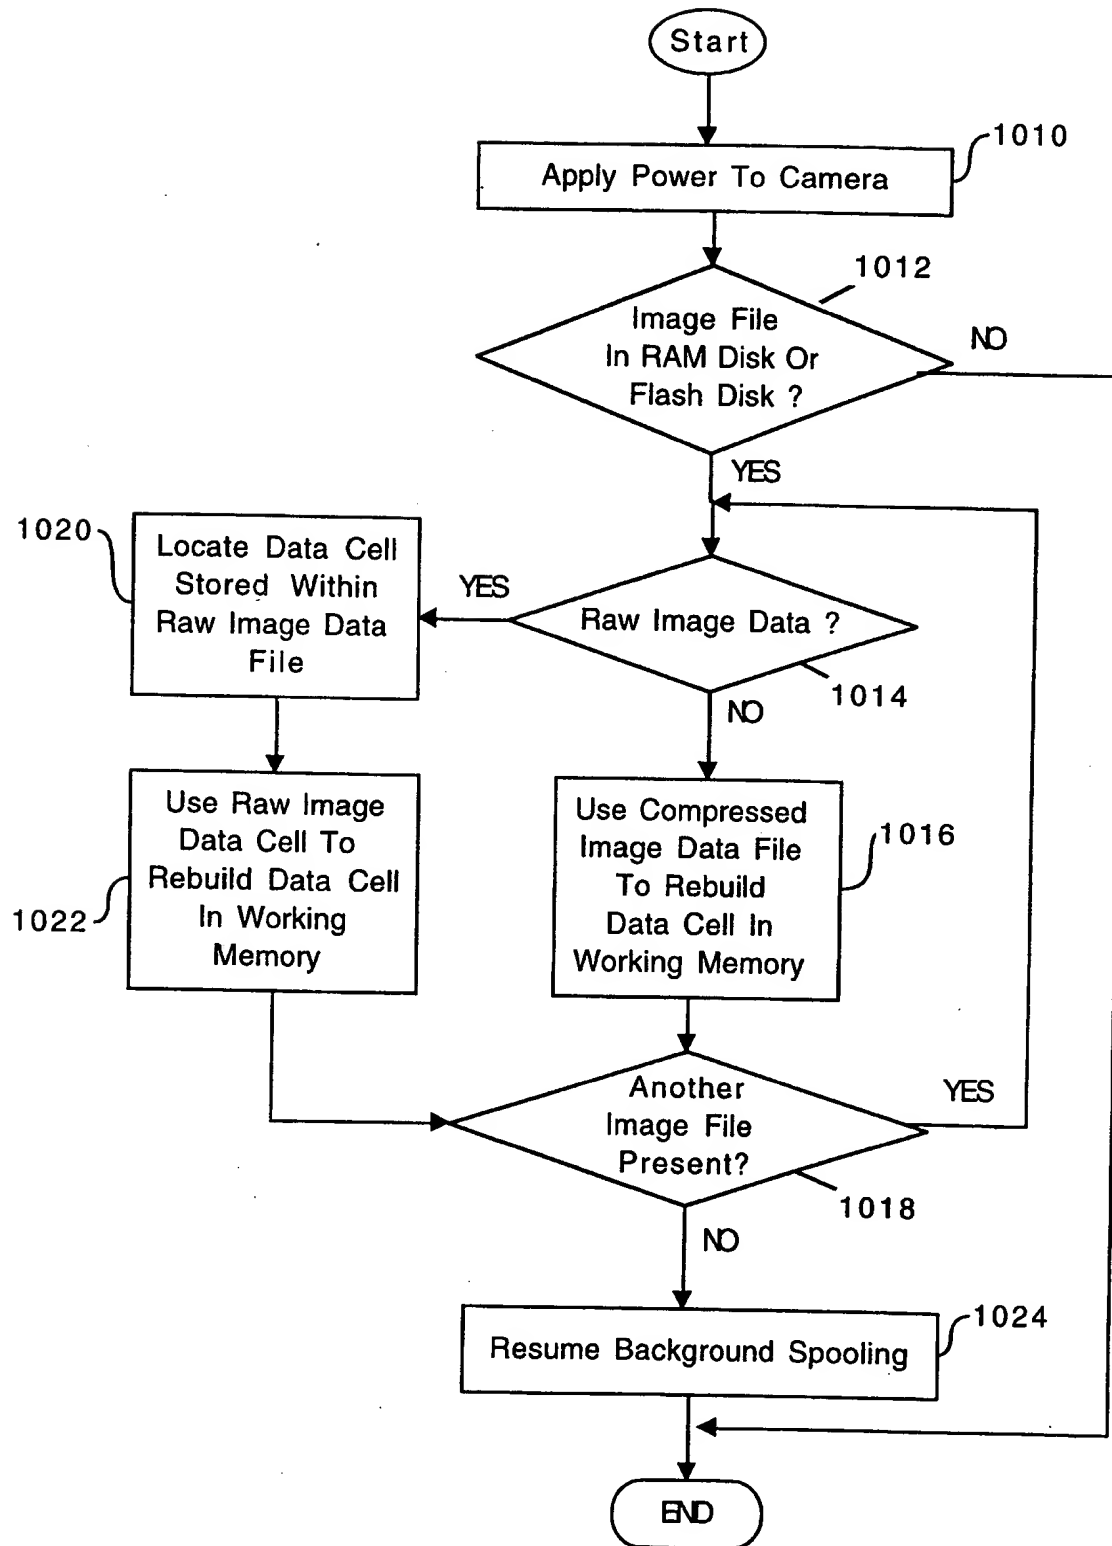 Start
1010
Apply Power To Camera
1012
Image File
In RAM Disk Or
Flash Disk ?
NO
YES
1020
Locate Data Cell
Stored Within
Raw Image Data
File
YES
Raw Image Data ?
1014
NO
Use Raw Image
Data Cell To
Rebuild Data Cell
In Working
Memory
1022
Use Compressed
Image Data File
To Rebuild
Data Cell In
Working Memory
1016
Another
Image File
Present?
YES
1018
NO
1024
Resume Background Spooling
END